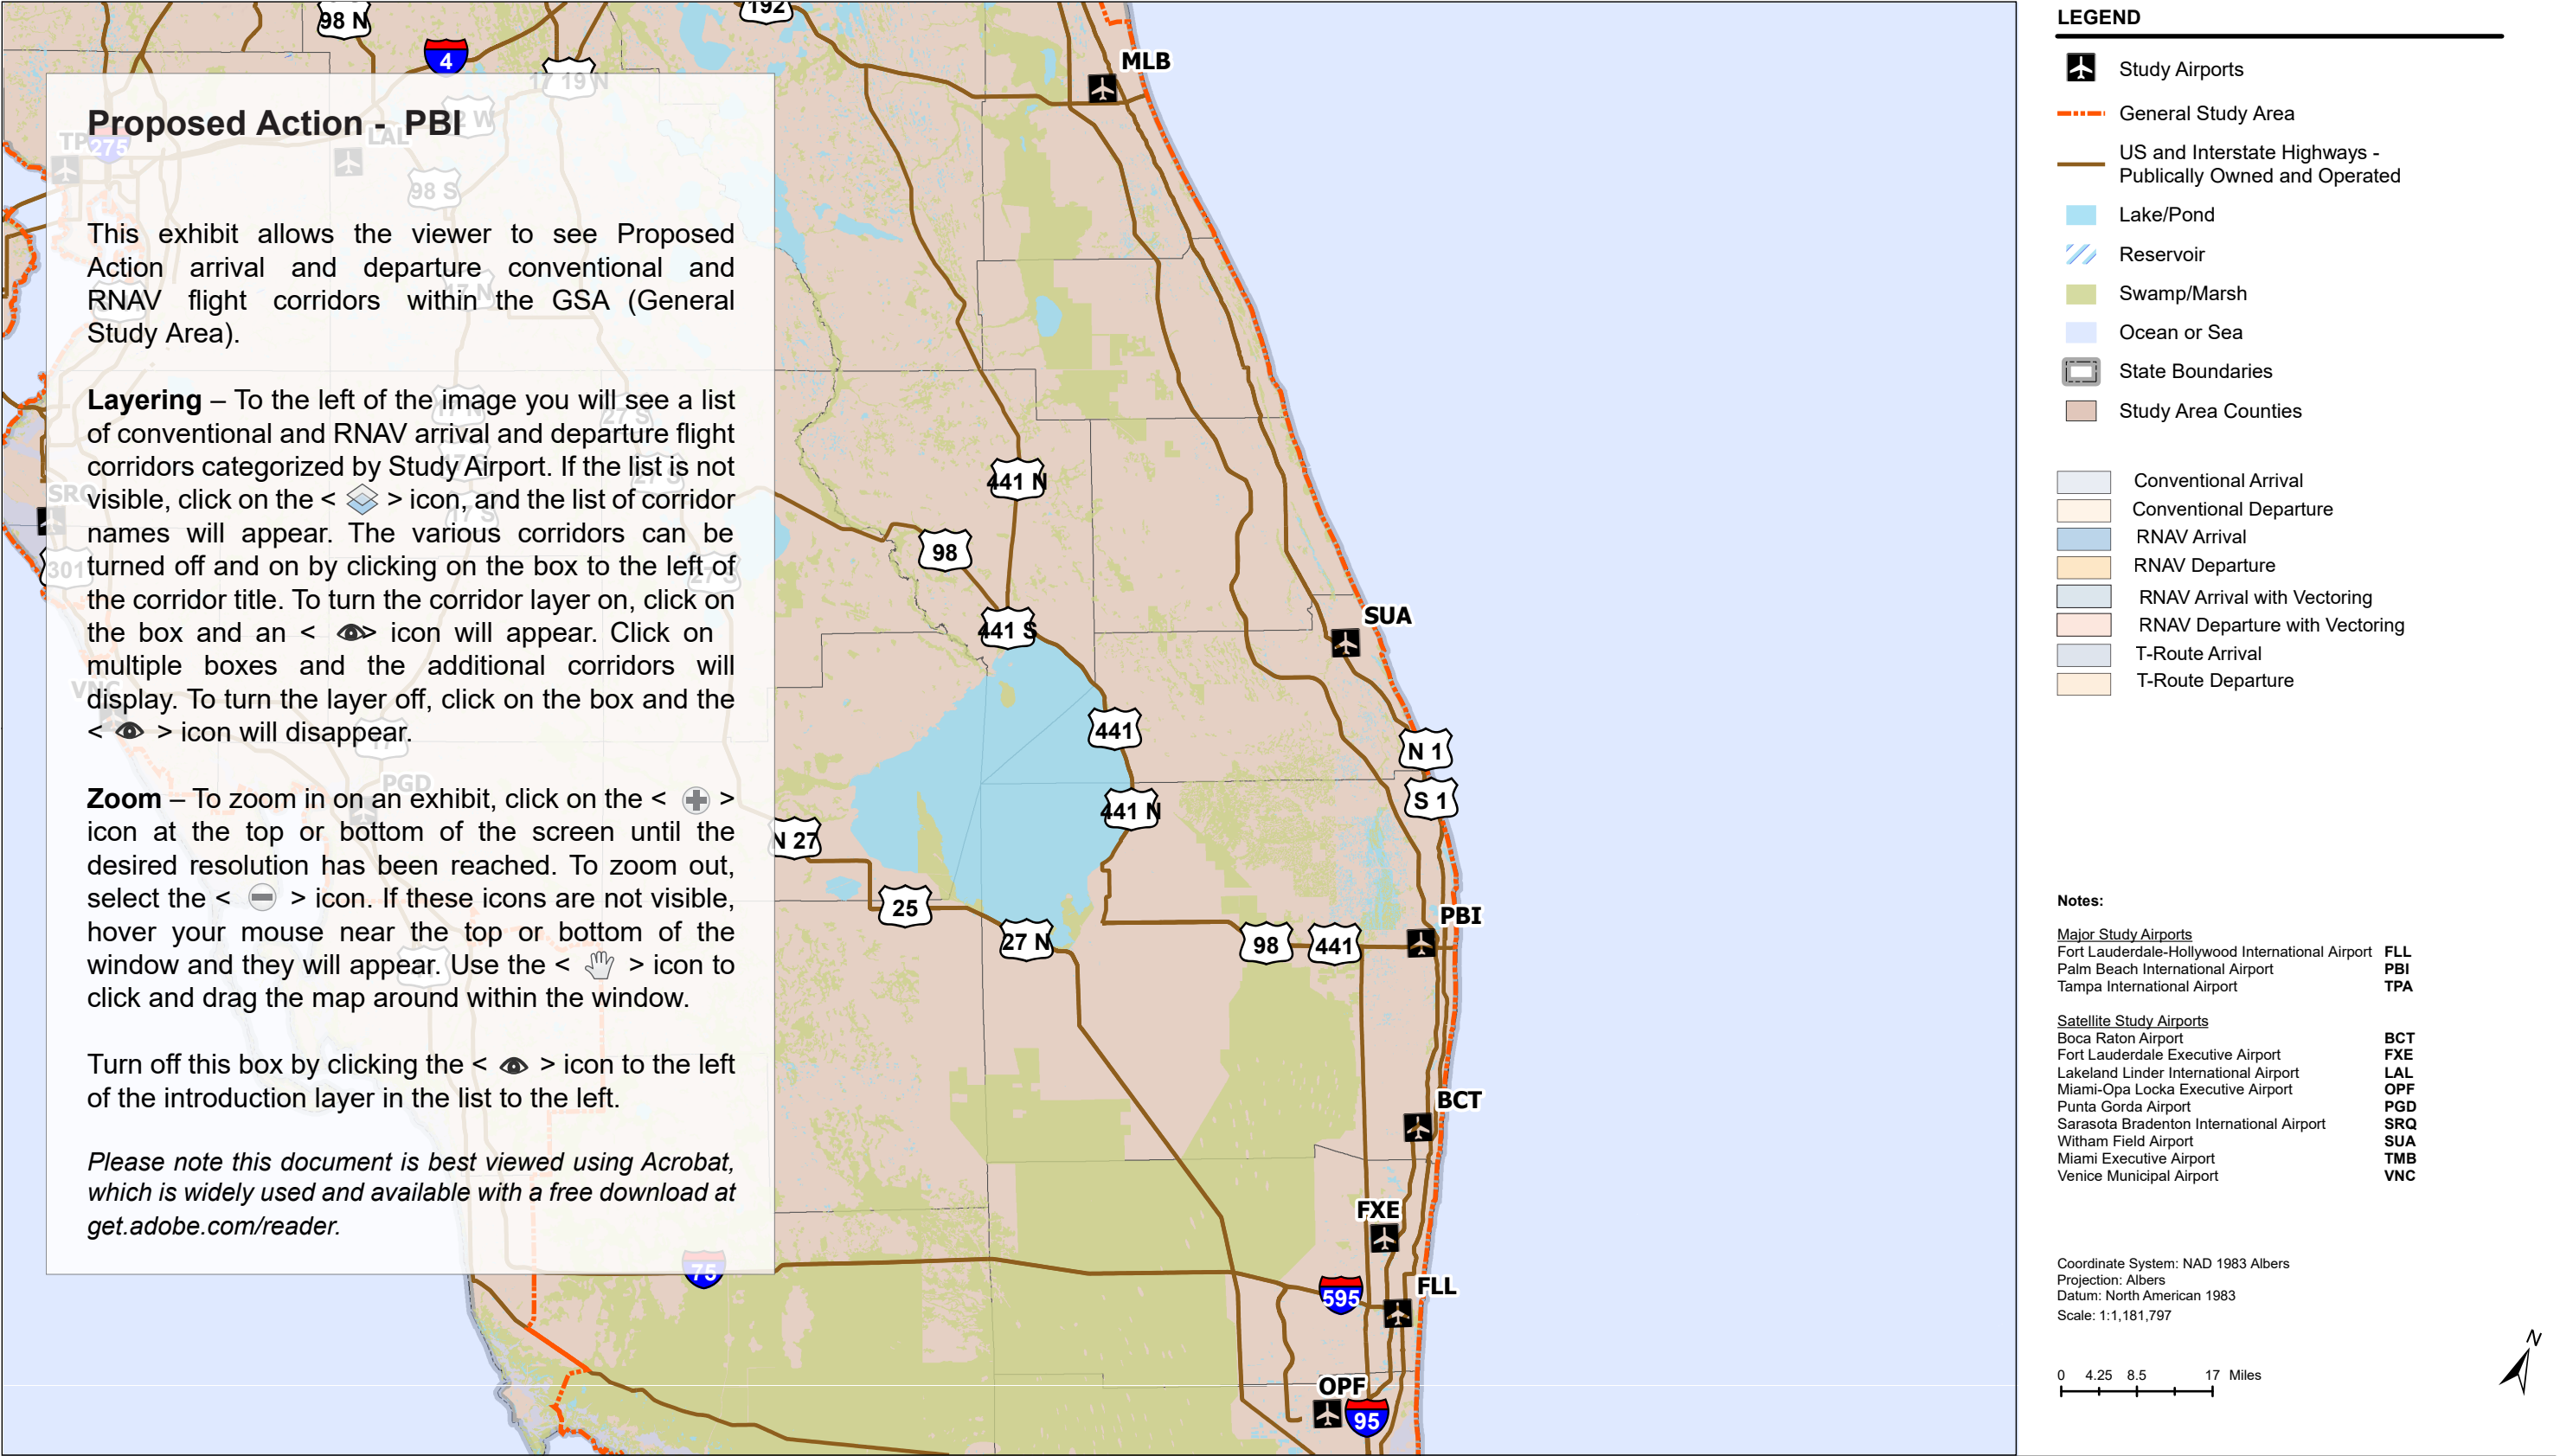 98 N
192
4
17 19 N
MLB
Proposed Action - PBI
LAL
275
98 S
This exhibit allows the viewer to see Proposed
Action arrival and departure conventional and
RNAV flight corridors within the GSA (General
Study Area).
17 N
Layering – To the left of the image you will see a list
of conventional and RNAV arrival and departure flight
corridors categorized by Study Airport. If the list is not
visible, click on the < > icon, and the list of corridor
names will appear. The various corridors can be
turned off and on by clicking on the box to the left of
the corridor title. To turn the corridor layer on, click on
the box and an < > icon will appear. Click on
multiple boxes and the additional corridors will
display. To turn the layer off, click on the box and the
< > icon will disappear.
27 S
27 S
SRQ
17 S
301
27 S
VNC
17
PGD
Zoom – To zoom in on an exhibit, click on the < >
icon at the top or bottom of the screen until the
desired resolution has been reached. To zoom out,
select the < > icon. If these icons are not visible,
hover your mouse near the top or bottom of the
window and they will appear. Use the < > icon to
click and drag the map around within the window.
Turn off this box by clicking the < > icon to the left
of the introduction layer in the list to the left.
Please note this document is best viewed using Acrobat,
which is widely used and available with a free download at
get.adobe.com/reader.
75
441 N
98
441 S
SUA
441
N 1
S 1
441 N
N 27
25
27 N
98
441
PBI
BCT
FXE
FLL
595
OPF
95
LEGEND
Study Airports
General Study Area
US and Interstate Highways -
Publically Owned and Operated
Lake/Pond
Reservoir
Swamp/Marsh
Ocean or Sea
State Boundaries
Study Area Counties
Conventional Arrival
Conventional Departure
RNAV Arrival
RNAV Departure
RNAV Arrival with Vectoring
RNAV Departure with Vectoring
T-Route Arrival
T-Route Departure
Notes:
Major Study Airports
Fort Lauderdale-Hollywood International Airport FLL
Palm Beach International Airport PBI
Tampa International Airport TPA
Satellite Study Airports
Boca Raton Airport BCT
Fort Lauderdale Executive Airport FXE
Lakeland Linder International Airport LAL
Miami-Opa Locka Executive Airport OPF
Punta Gorda Airport PGD
Sarasota Bradenton International Airport SRQ
Witham Field Airport SUA
Miami Executive Airport TMB
Venice Municipal Airport VNC
Coordinate System: NAD 1983 Albers
Projection: Albers
Datum: North American 1983
Scale: 1:1,181,797
0 4.25 8.5 17 Miles
N